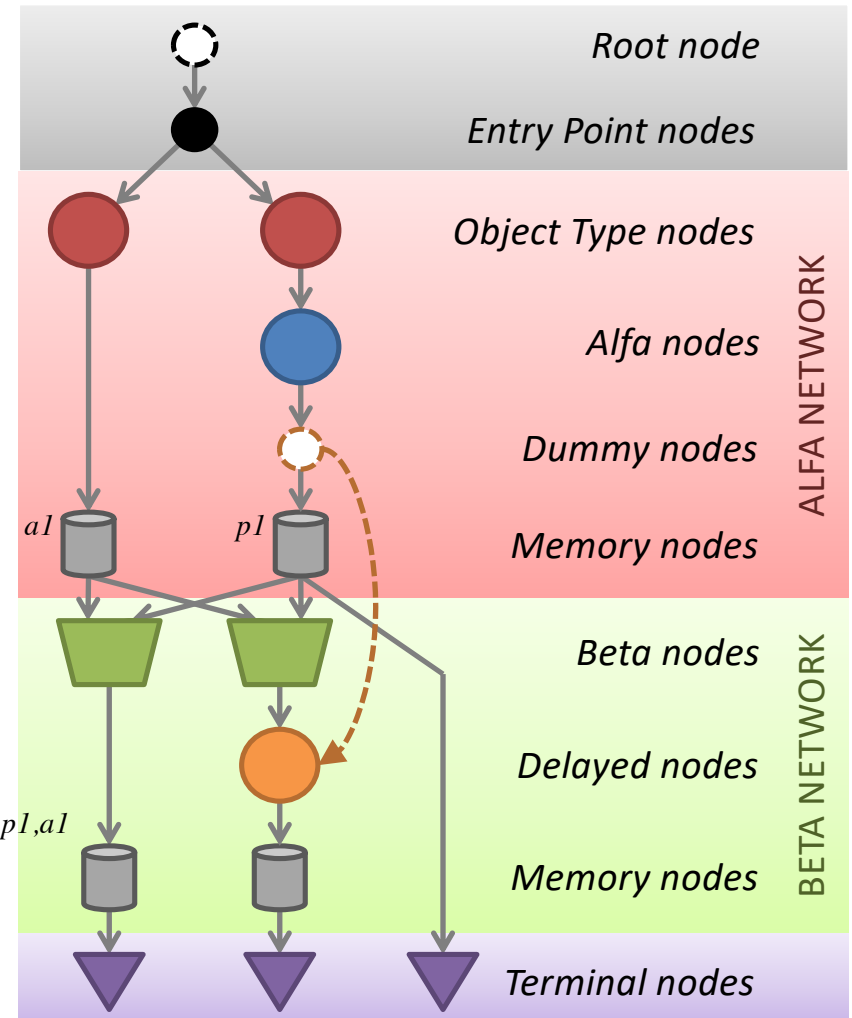 Root node
Entry Point nodes
Object Type nodes
Alfa nodes
Dummy nodes
a1
p1
Memory nodes
ALFA NETWORK
Beta nodes
Delayed nodes
p1,a1
Memory nodes
BETA NETWORK
Terminal nodes